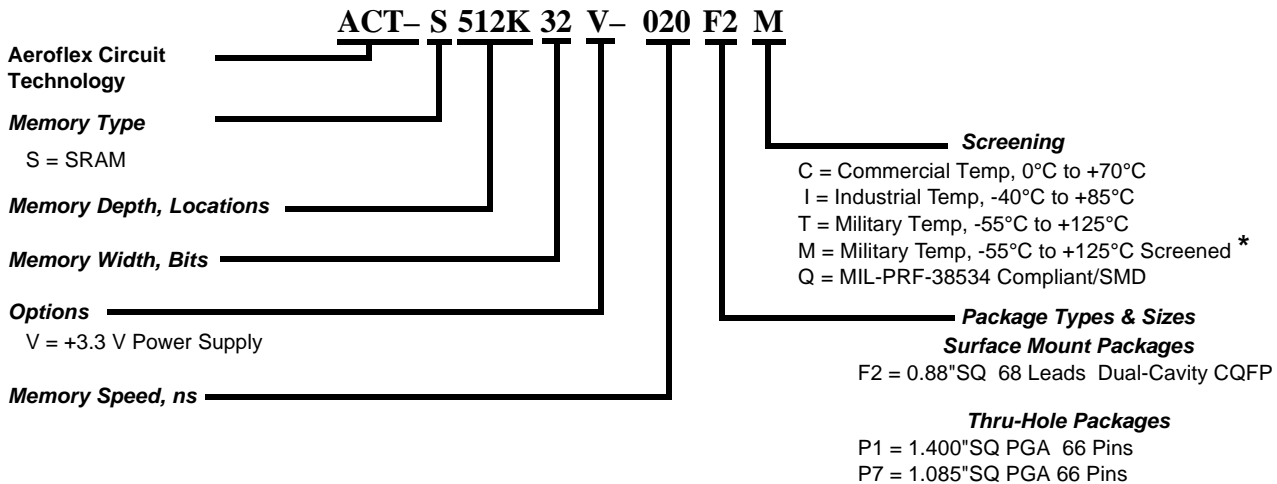 ACT– S 512K 32 V– 020 F2 M
Aeroflex Circuit
Technology
Memory Type
S = SRAM
Memory Depth, Locations
Memory Width, Bits
Options
V = +3.3 V Power Supply
Memory Speed, ns
Screening
C = Commercial Temp, 0°C to +70°C
I = Industrial Temp, -40°C to +85°C
T = Military Temp, -55°C to +125°C
M = Military Temp, -55°C to +125°C Screened *
Q = MIL-PRF-38534 Compliant/SMD
Package Types & Sizes
Surface Mount Packages
F2 = 0.88"SQ 68 Leads Dual-Cavity CQFP
Thru-Hole Packages
P1 = 1.400"SQ PGA 66 Pins
P7 = 1.085"SQ PGA 66 Pins